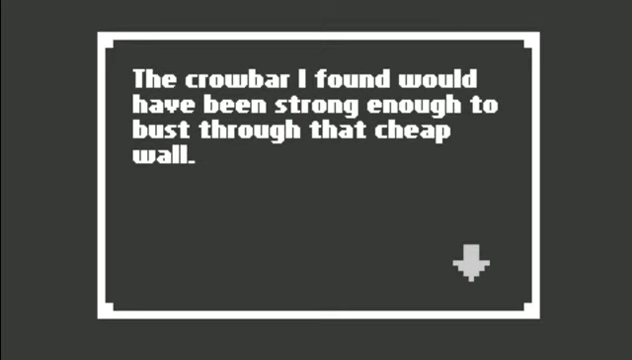 The crowbar I found would
have been strong enough to
bust through that cheap
wall.